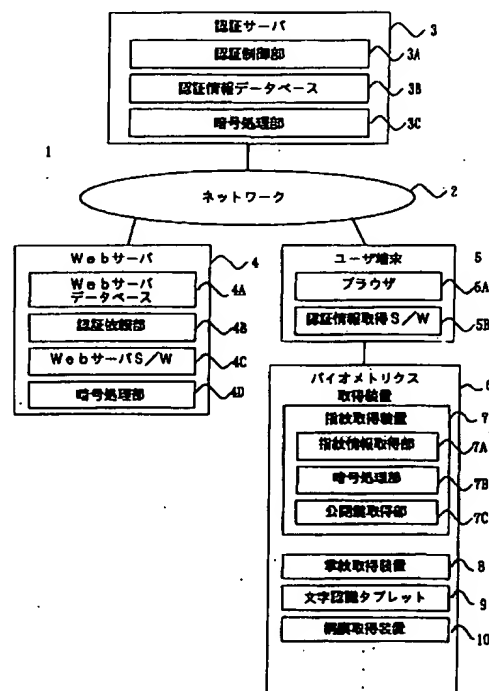 認証サーバ
3
認証制御部
3A
認証情報データベース
3B
暗号処理部
3C
1
ネットワーク
2
Webサーバ
4
Webサーバ
データベース
4A
認証依頼部
4B
WebサーバS/W
4C
暗号処理部
4D
ユーザ端末
5
ブラウザ
5A
認証情報取得S/W
5B
バイオメトリクス
取得装置
6
指紋取得装置
7
指紋情報取得部
7A
暗号処理部
7B
公開鍵取得部
7C
掌紋取得装置
8
文字認識タブレット
9
網膜取得装置
10